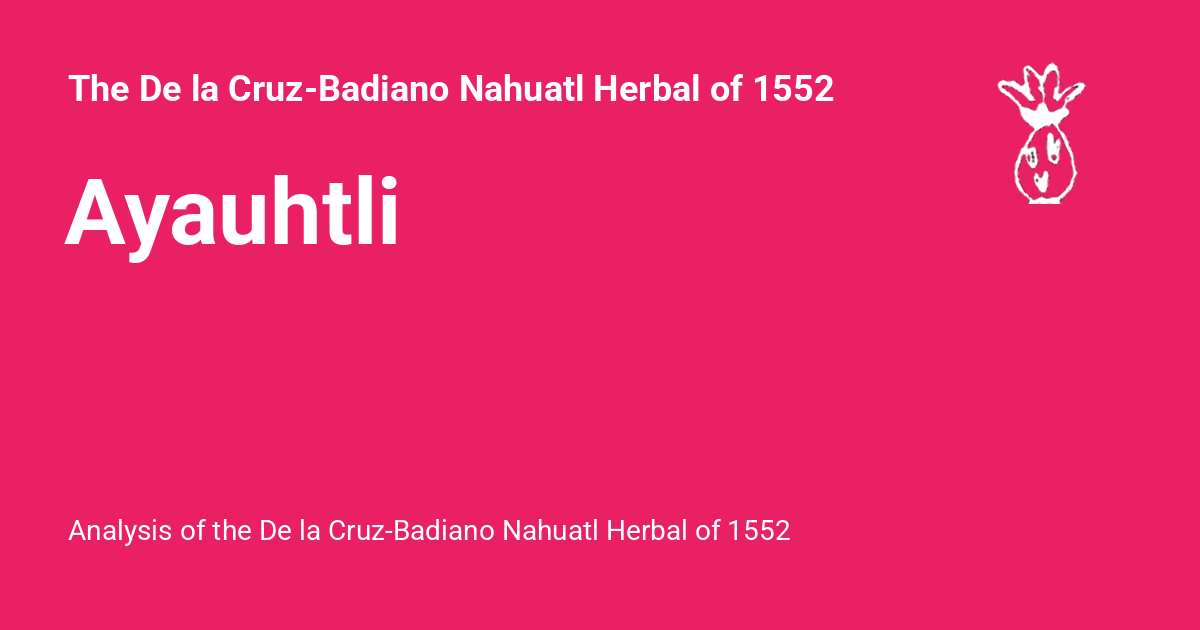 The De la Cruz-Badiano Nahuatl Herbal of 1552
Ayauhtli
Analysis of the De la Cruz-Badiano Nahuatl Herbal of 1552